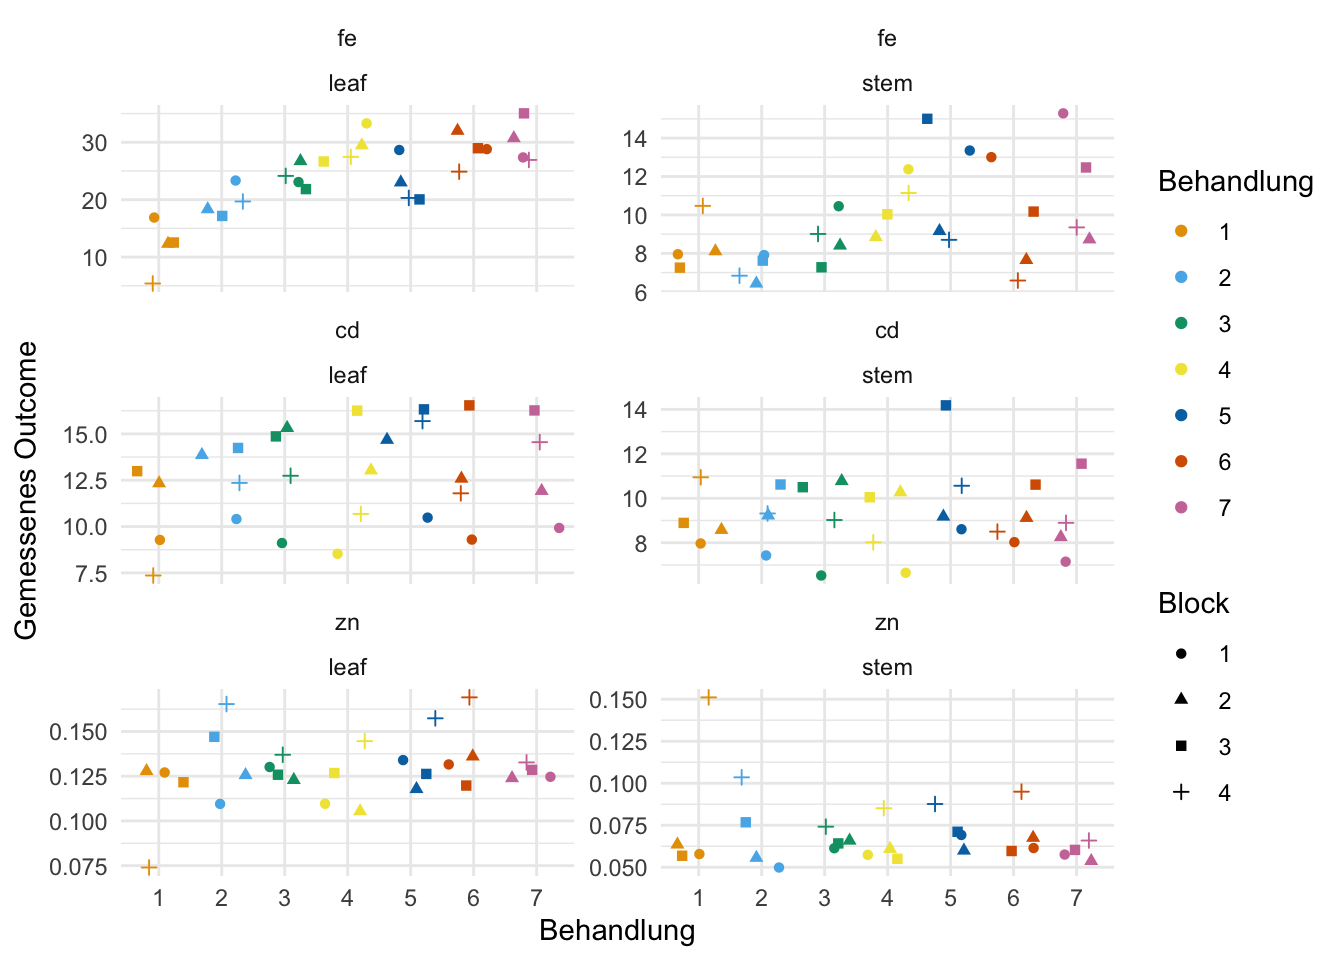 fe
leaf
30
20
10
fe
stem
14
12
10
8
6
cd
leaf
15.0
12.5
10.0
7.5
cd
stem
14
12
10
8
zn
leaf
0.150
0.125
0.100
0.075
1 2 3 4 5 6 7
zn
stem
0.150
0.125
0.100
0.075
0.050
1 2 3 4 5 6 7
Gemessenes Outcome
Behandlung
Behandlung
1
2
3
4
5
6
7
Block
1
2
3
4